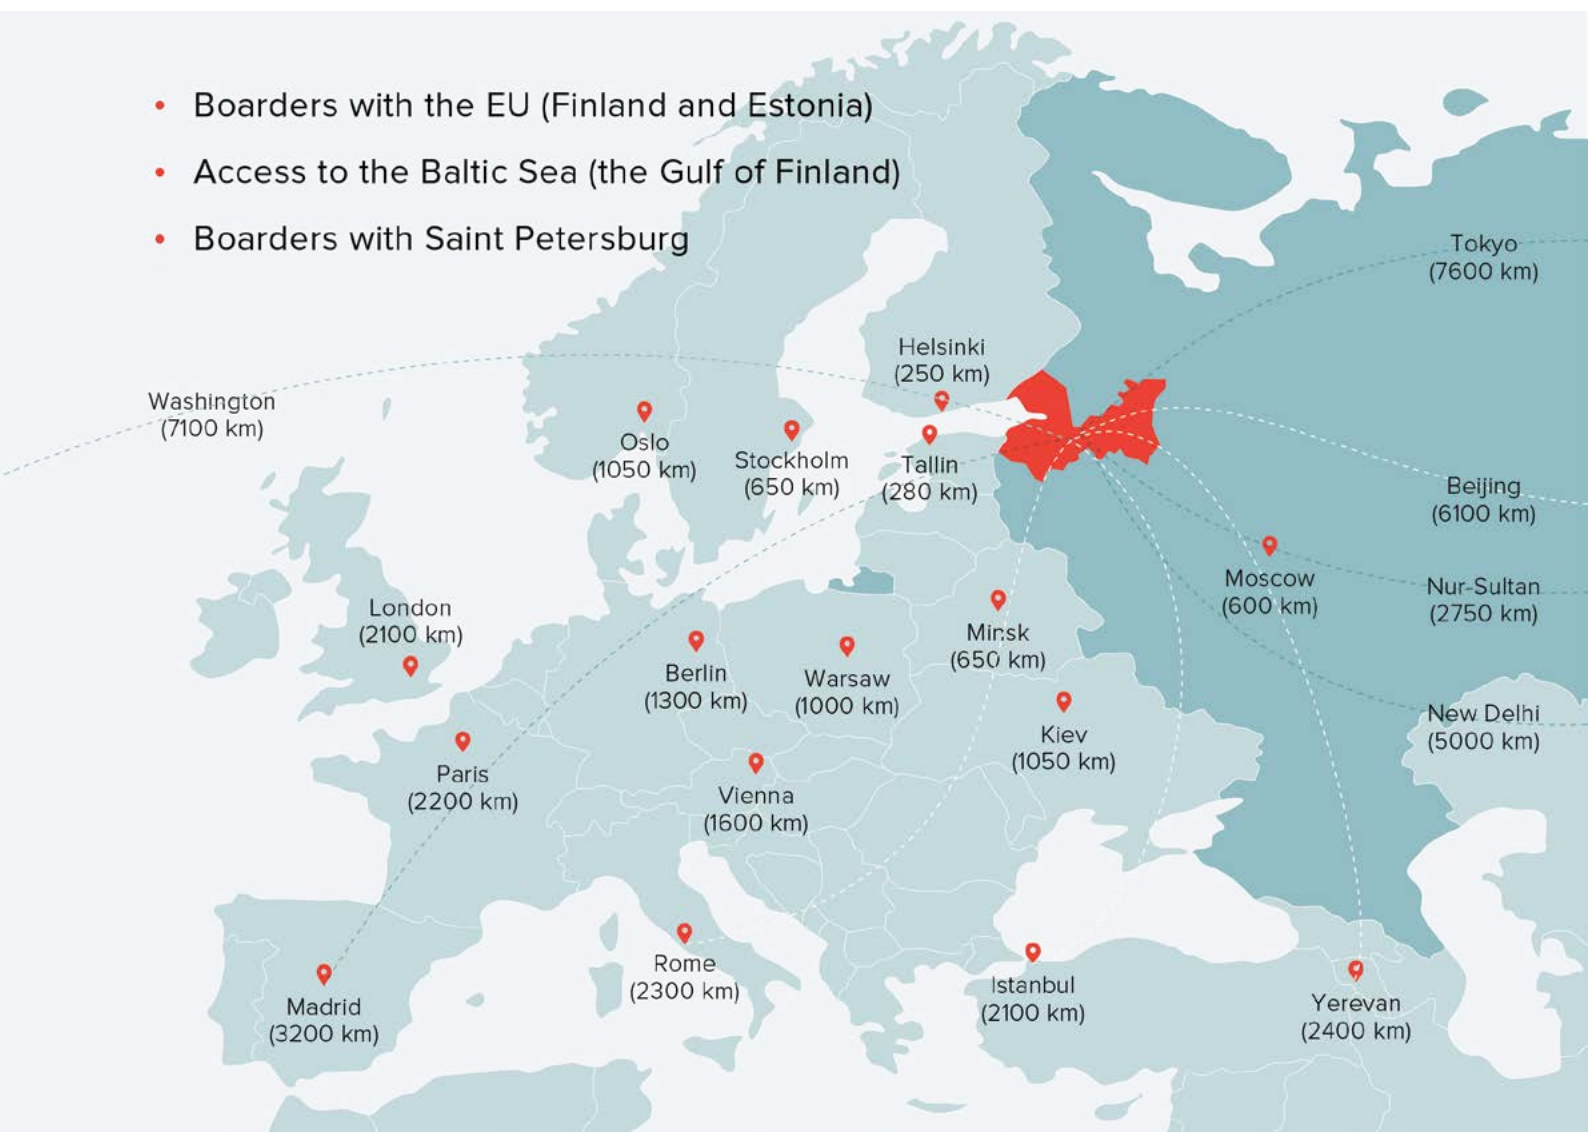 • Boarders with the EU (Finland and Estonia)
• Access to the Baltic Sea (the Gulf of Finland)
• Boarders with Saint Petersburg
Tokyo
(7600 km)
Helsinki
(250 km)
Washington
(7100 km)
Oslo
(1050 km)
Stockholm
(650 km)
Tallin
(280 km)
Beijing
(6100 km)
Moscow
(600 km)
Nur-Sultan
(2750 km)
London
(2100 km)
Minsk
(650 km)
Berlin
(1300 km)
Warsaw
(1000 km)
Kiev
(1050 km)
New Delhi
(5000 km)
Paris
(2200 km)
Vienna
(1600 km)
Rome
(2300 km)
Istanbul
(2100 km)
Madrid
(3200 km)
Yerevan
(2400 km)